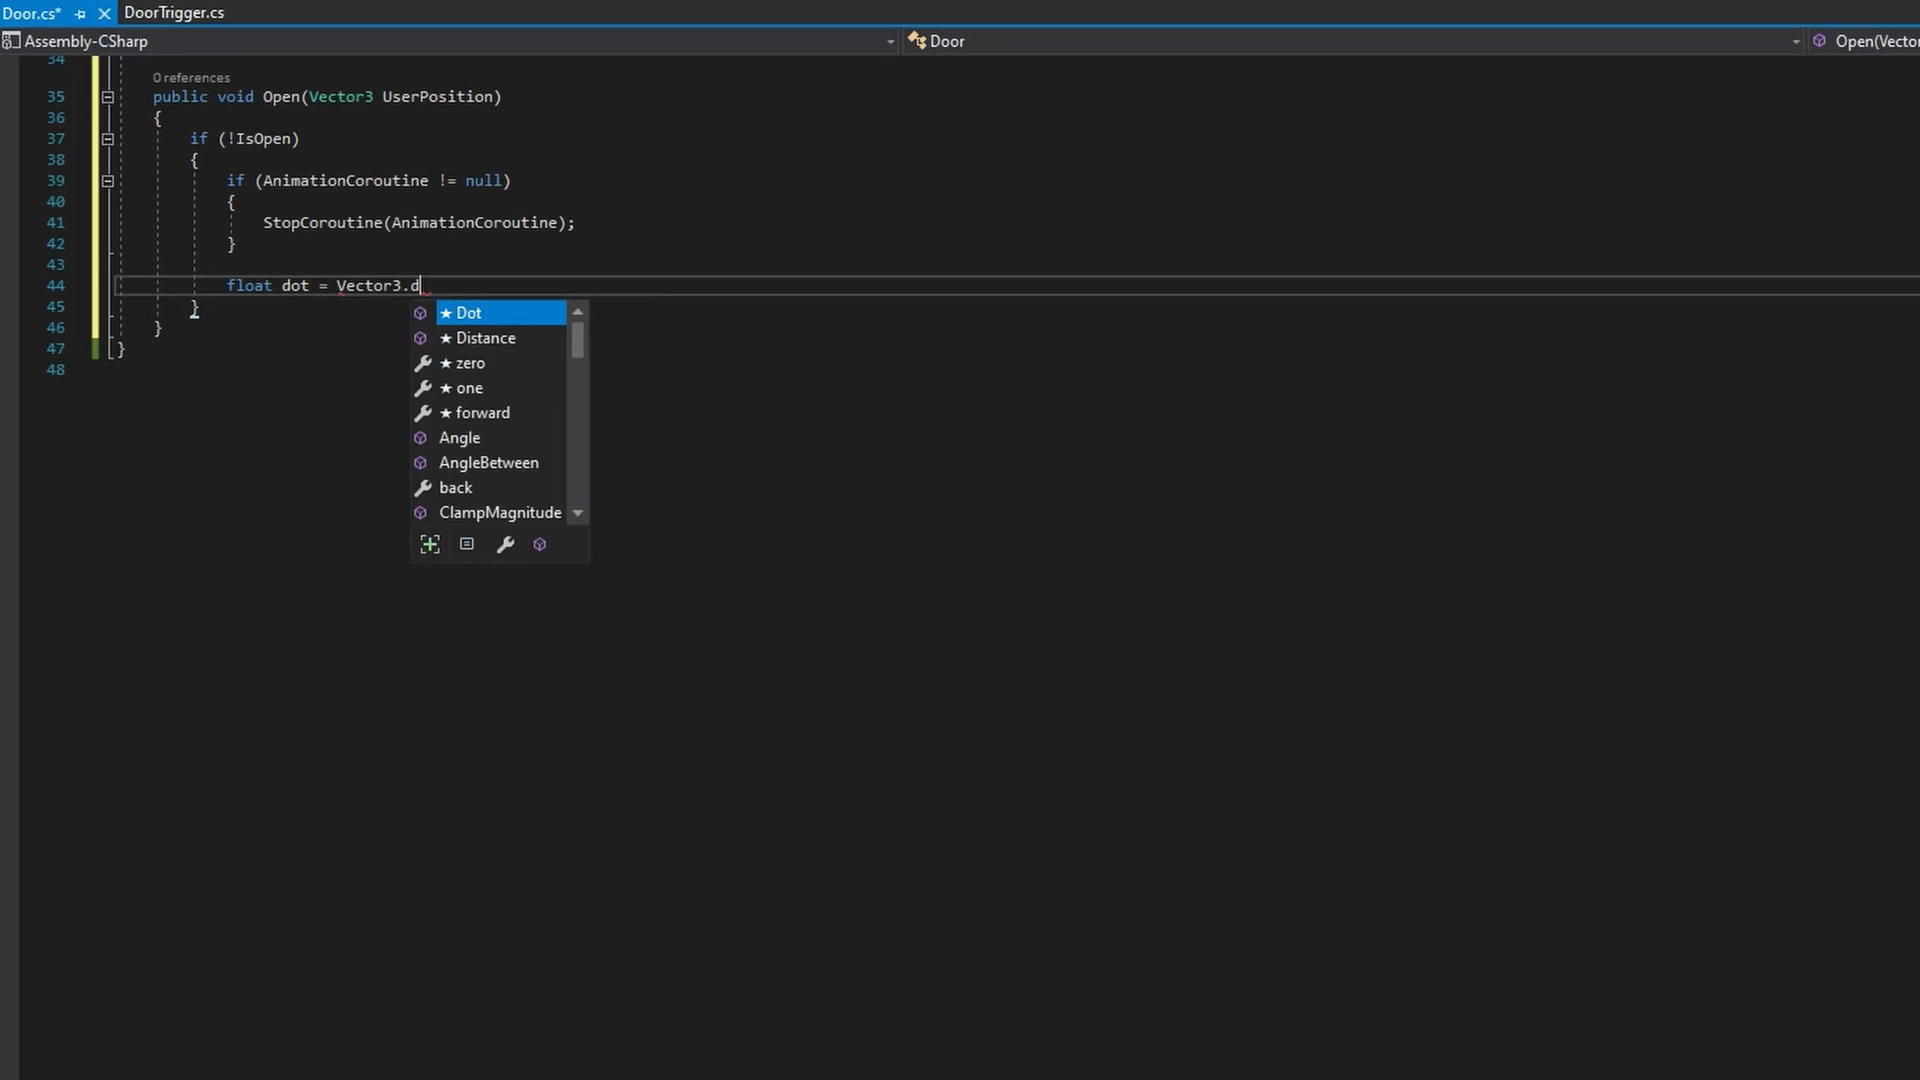 Door.cs* DoorTrigger.cs
Assembly-CSharp Door Open(Vector
34
0 references
35 public void Open(Vector3 UserPosition)
36 {
37 if (!IsOpen)
38 {
39 if (AnimationCoroutine != null)
40 {
41 StopCoroutine(AnimationCoroutine);
42 }
43
44 float dot = Vector3.d
45 }
46 }
47 }
48
★ Dot
★ Distance
★ zero
★ one
★ forward
Angle
AngleBetween
back
ClampMagnitude